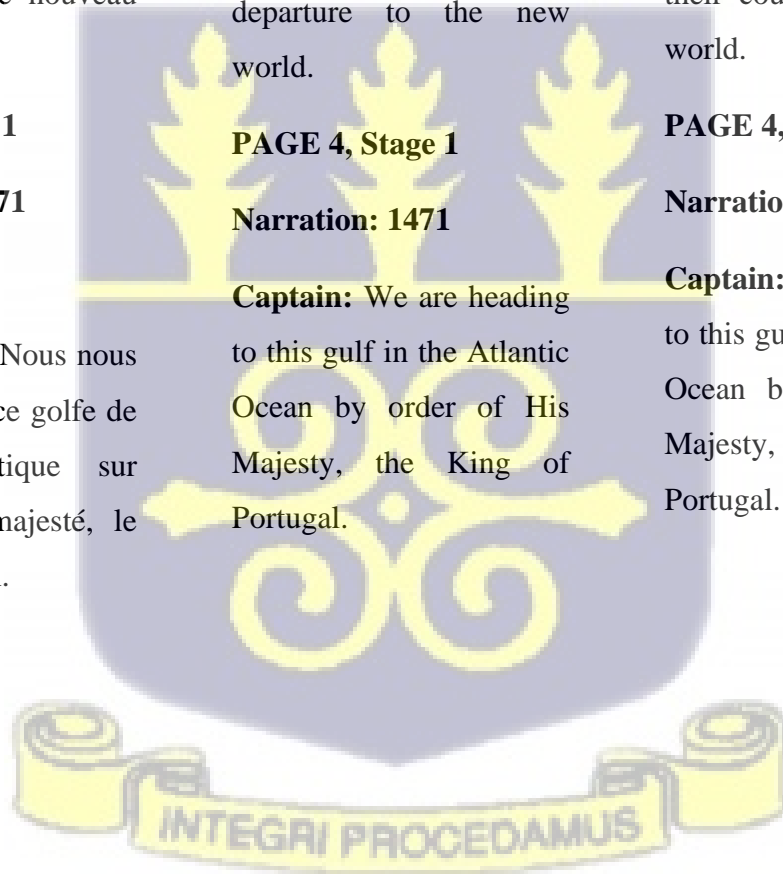 nouveau
1
71
Nous nous
ce golfe de
tique sur
majesté, le
departure to the new
world.
PAGE 4, Stage 1
Narration: 1471
Captain: We are heading
to this gulf in the Atlantic
Ocean by order of His
Majesty, the King of
Portugal.
their cou
world.
PAGE 4,
Narratio
Captain:
to this gu
Ocean b
Majesty,
Portugal.
INTEGRI PROCEDAMUS